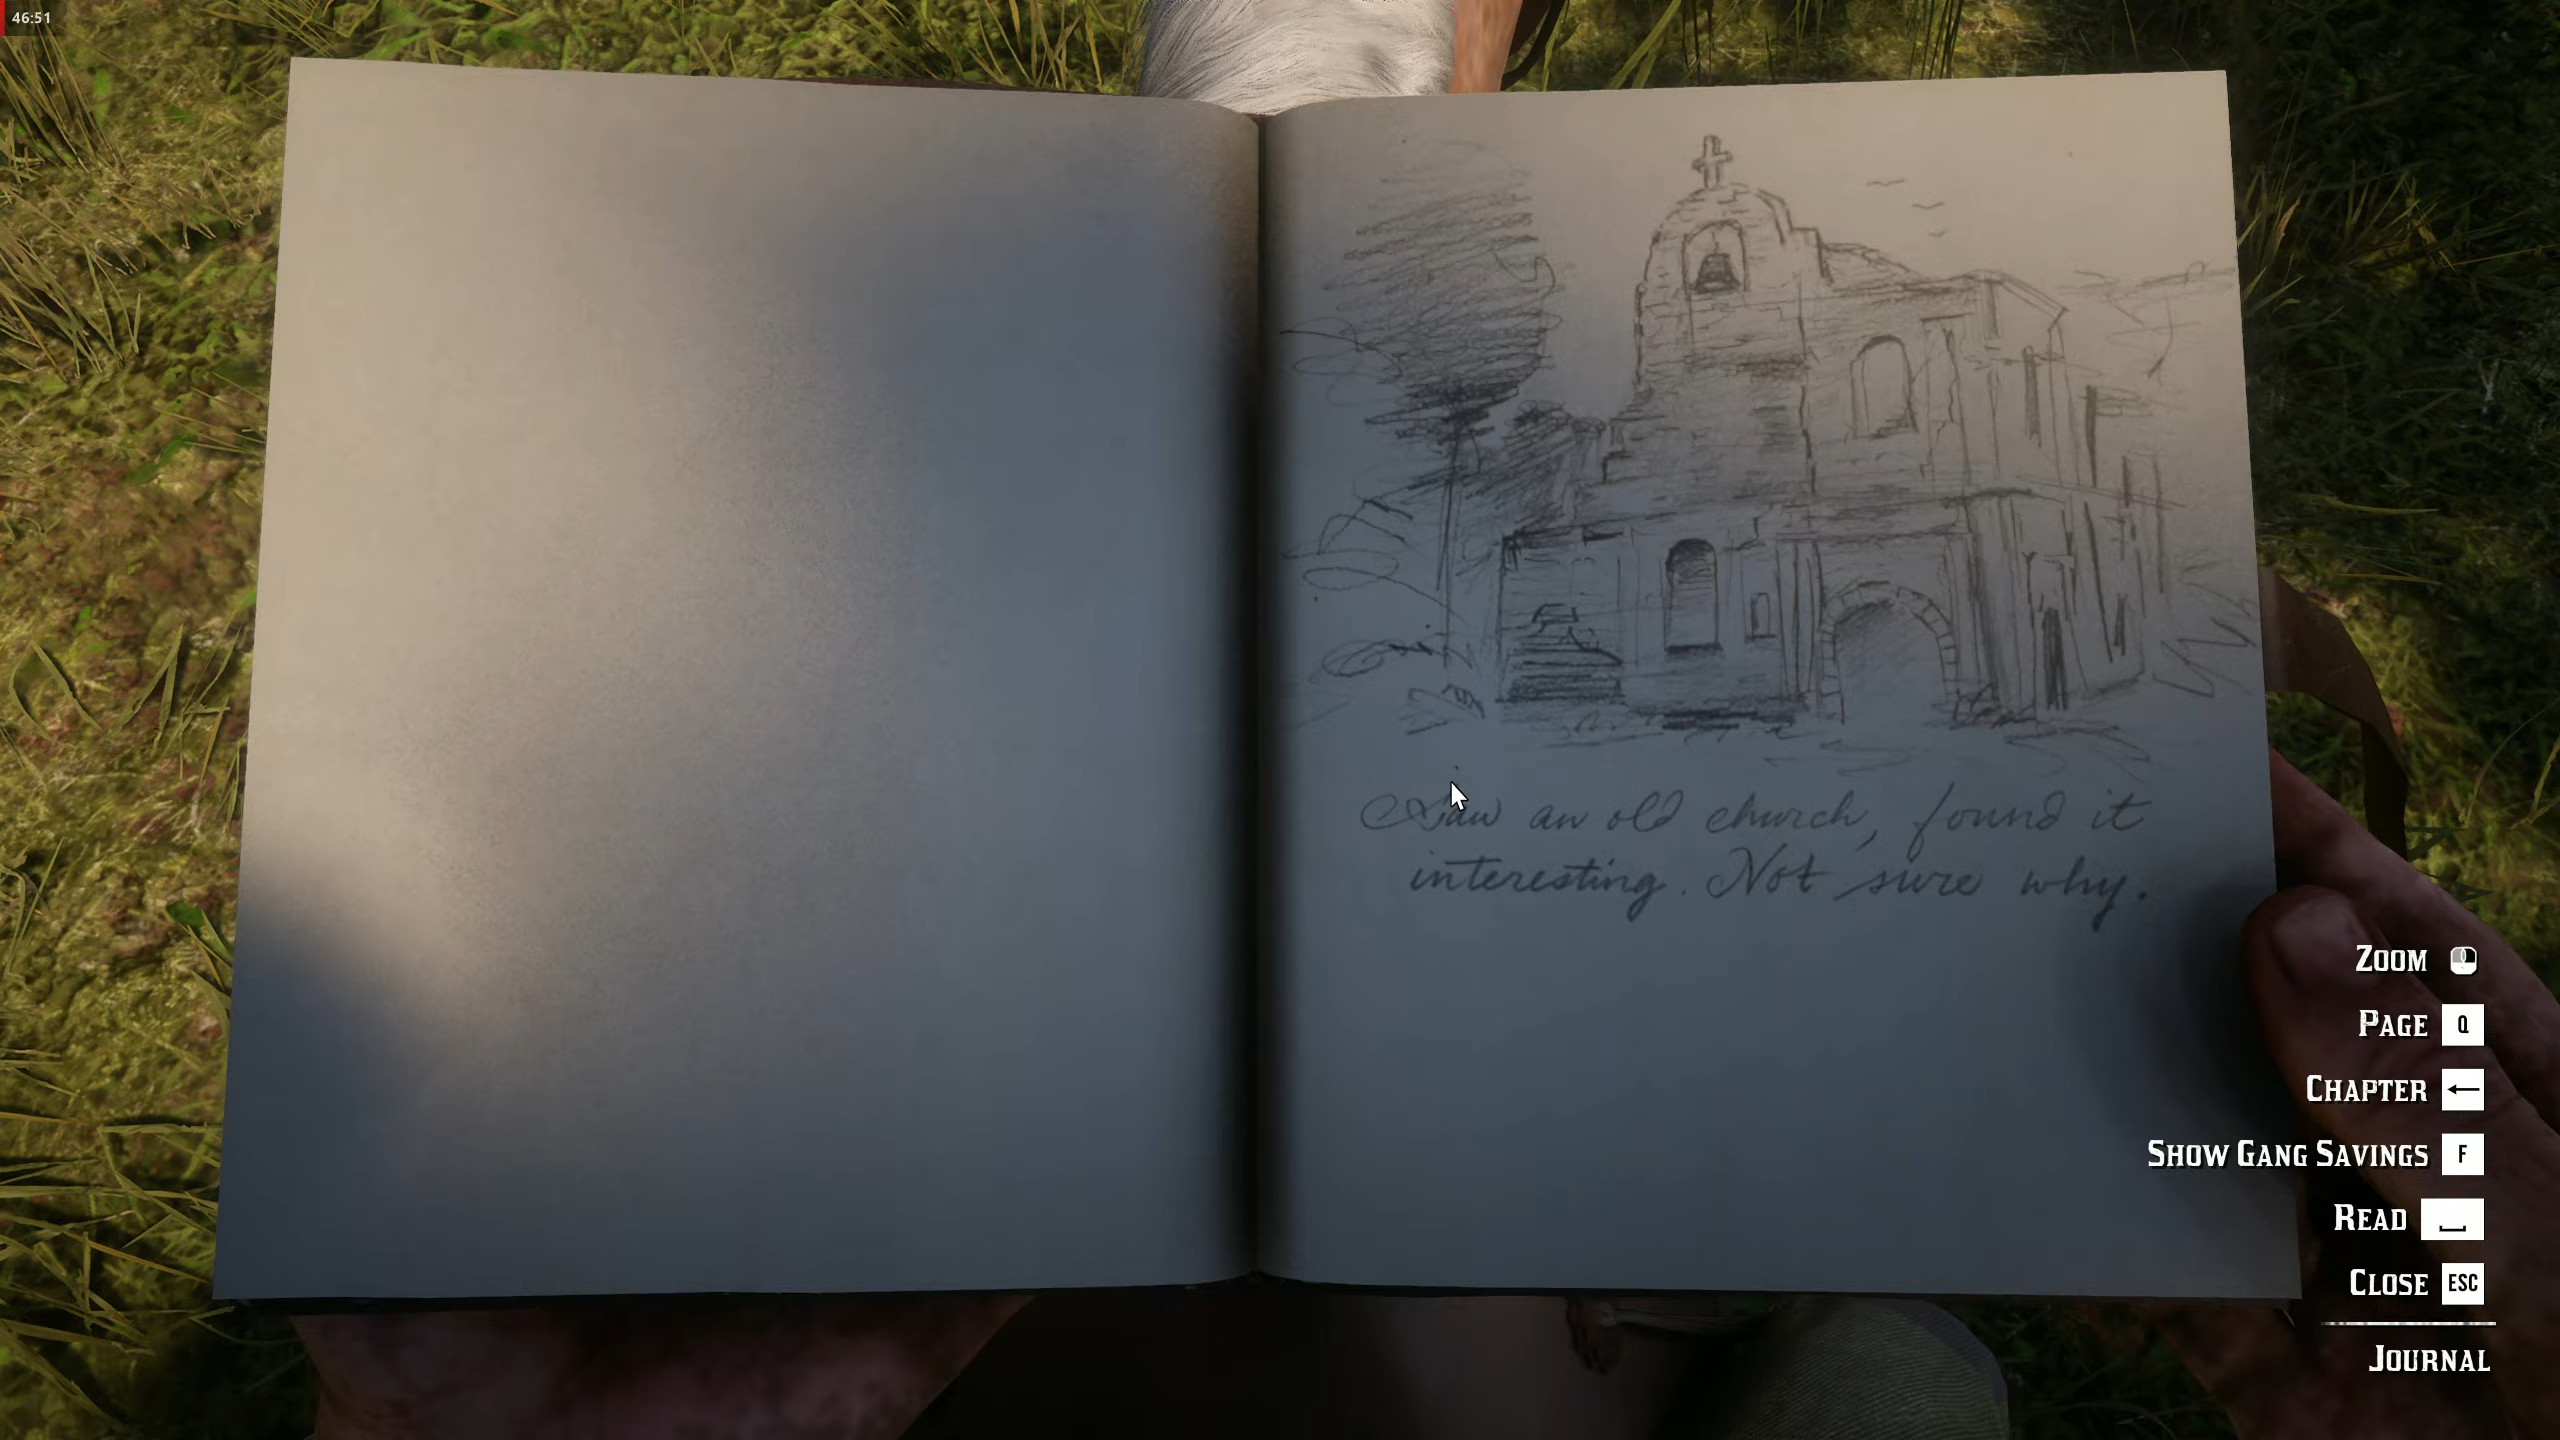 46:51
Saw an old church, found it
interesting. Not sure why.
ZOOM
PAGE Q
CHAPTER ←
SHOW GANG SAVINGS F
READ
CLOSE ESC
JOURNAL